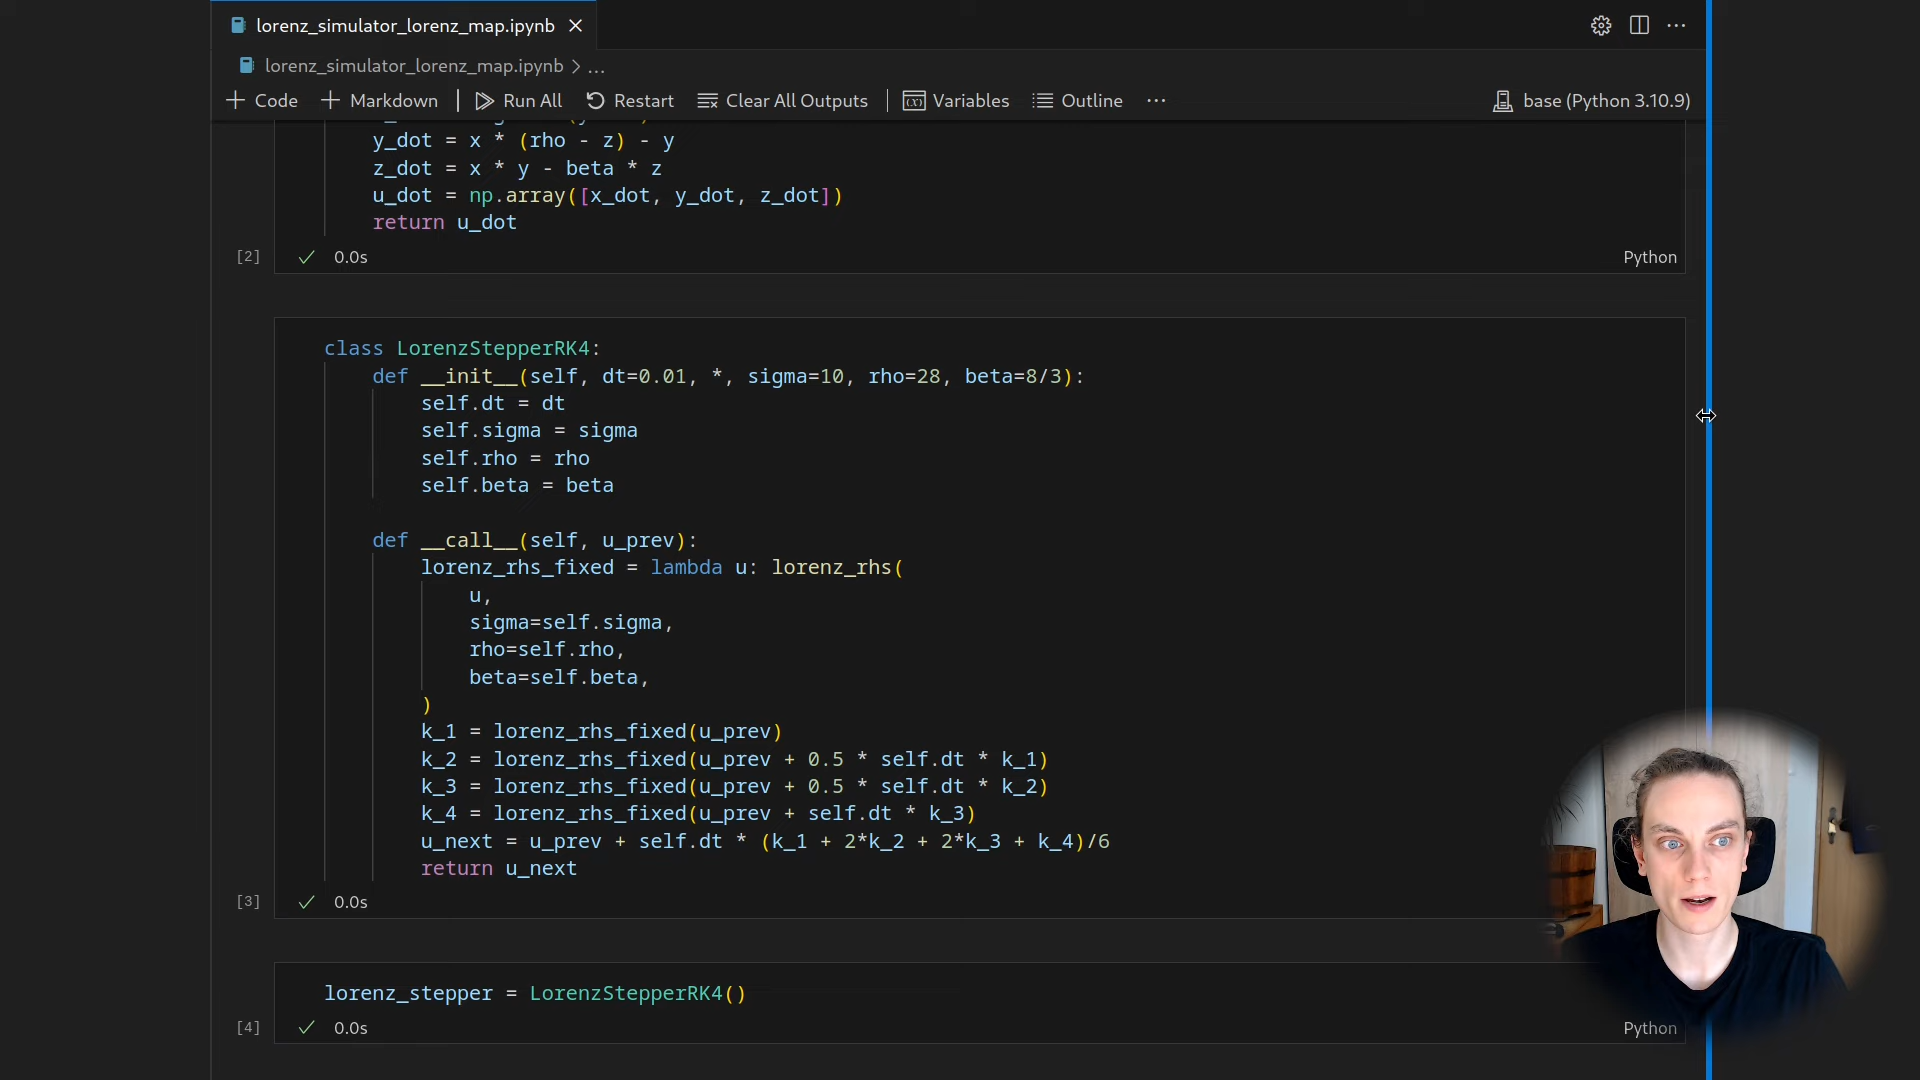 lorenz_simulator_lorenz_map.ipynb
lorenz_simulator_lorenz_map.ipynb > ...
Code Markdown Run All Restart Clear All Outputs Variables Outline ... base (Python 3.10.9)
y_dot = x * (rho - z) - y
z_dot = x * y - beta * z
u_dot = np.array([x_dot, y_dot, z_dot])
return u_dot
[2] 0.0s Python
class LorenzStepperRK4:
def __init__(self, dt=0.01, *, sigma=10, rho=28, beta=8/3):
self.dt = dt
self.sigma = sigma
self.rho = rho
self.beta = beta
def __call__(self, u_prev):
lorenz_rhs_fixed = lambda u: lorenz_rhs(
u,
sigma=self.sigma,
rho=self.rho,
beta=self.beta,
)
k_1 = lorenz_rhs_fixed(u_prev)
k_2 = lorenz_rhs_fixed(u_prev + 0.5 * self.dt * k_1)
k_3 = lorenz_rhs_fixed(u_prev + 0.5 * self.dt * k_2)
k_4 = lorenz_rhs_fixed(u_prev + self.dt * k_3)
u_next = u_prev + self.dt * (k_1 + 2*k_2 + 2*k_3 + k_4)/6
return u_next
[3] 0.0s
lorenz_stepper = LorenzStepperRK4()
[4] 0.0s Python